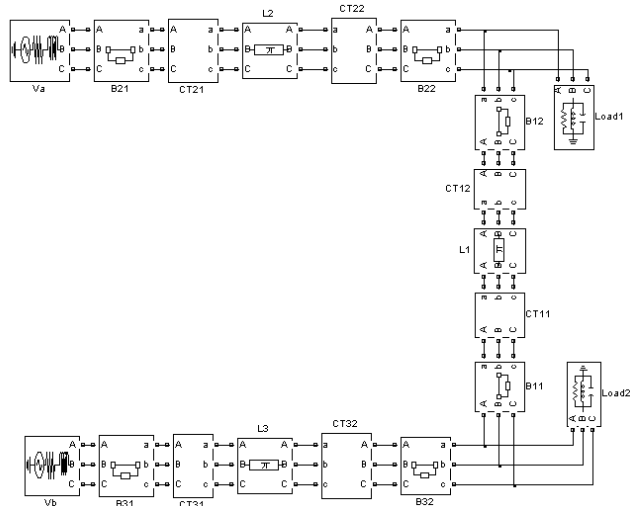 L2
CT22
A A a A a A A a A a
B B b B b B B b B b
C C c C c C C c C c
Va
B21
CT21
B22
A B C
Load1
a b c
B12
A B C
A B C
CT12
a b c
A B C
L1
A B C
a b c
CT11
A B C
a b c
B11
A B C
Load2
A B C
L3
CT32
A A a A a A A a A a
B B b B b B B b B b
C C c C c C C c C c
Vb
B31
CT31
B32